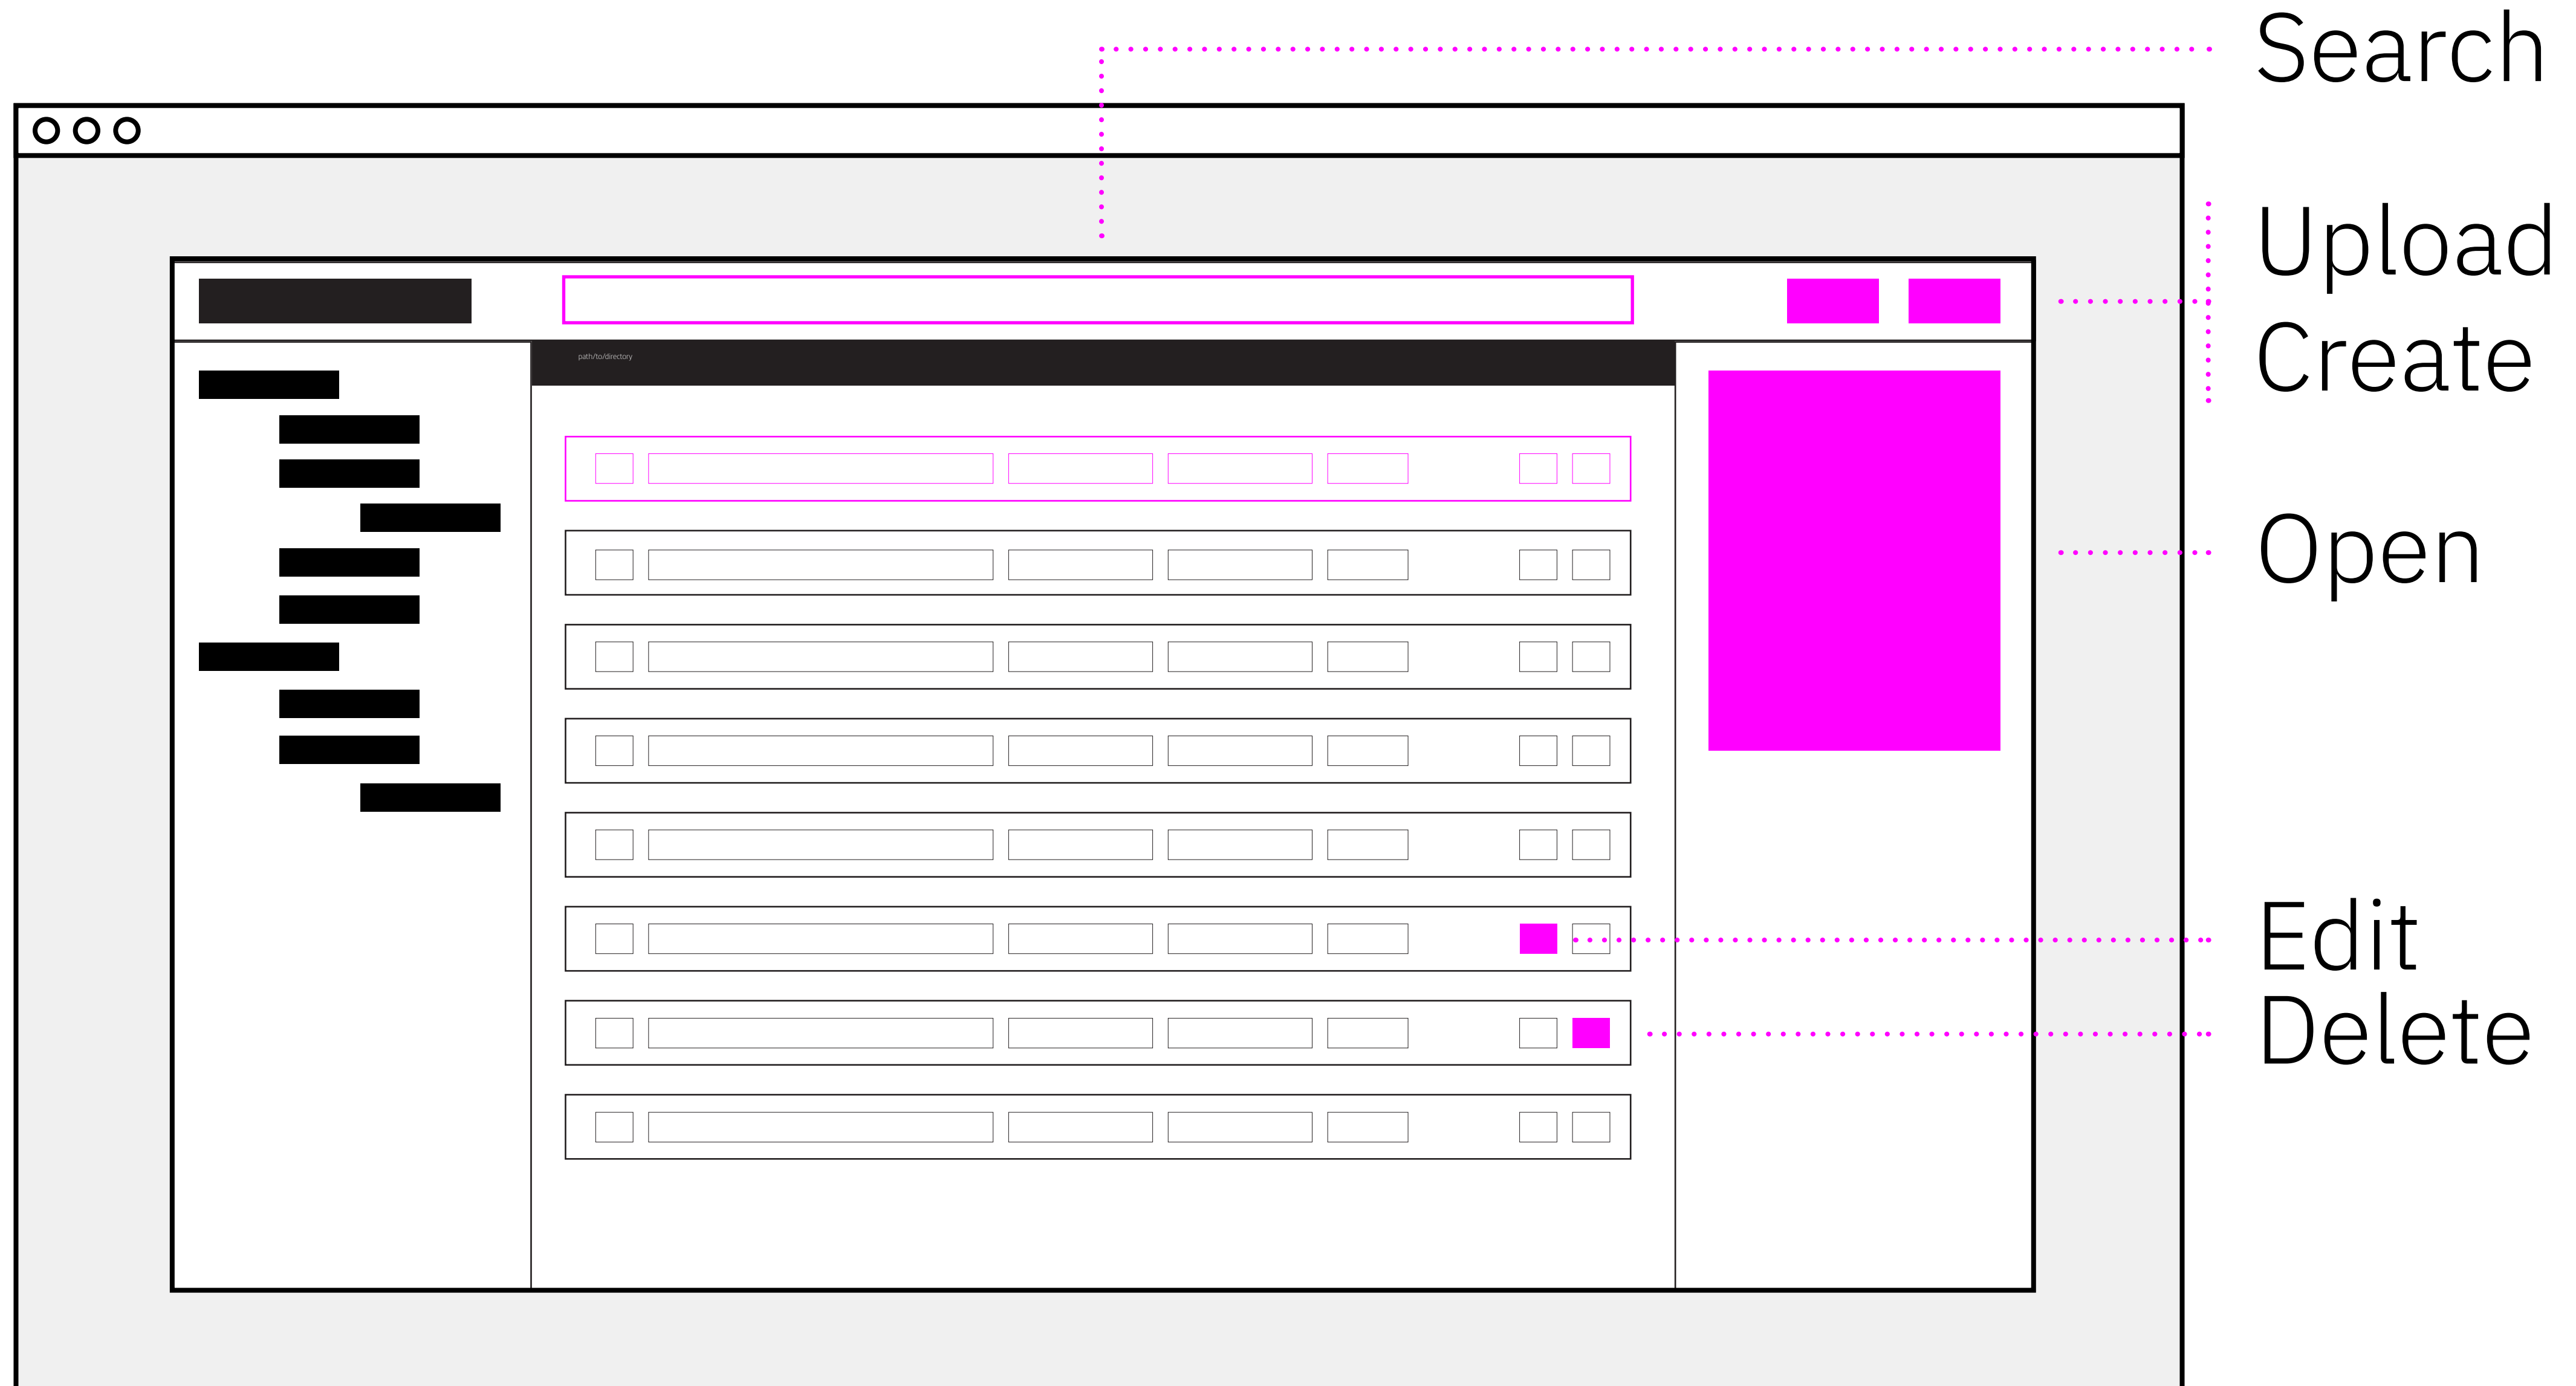 Search
Upload
Create
path/to/directory
Open
Edit
Delete